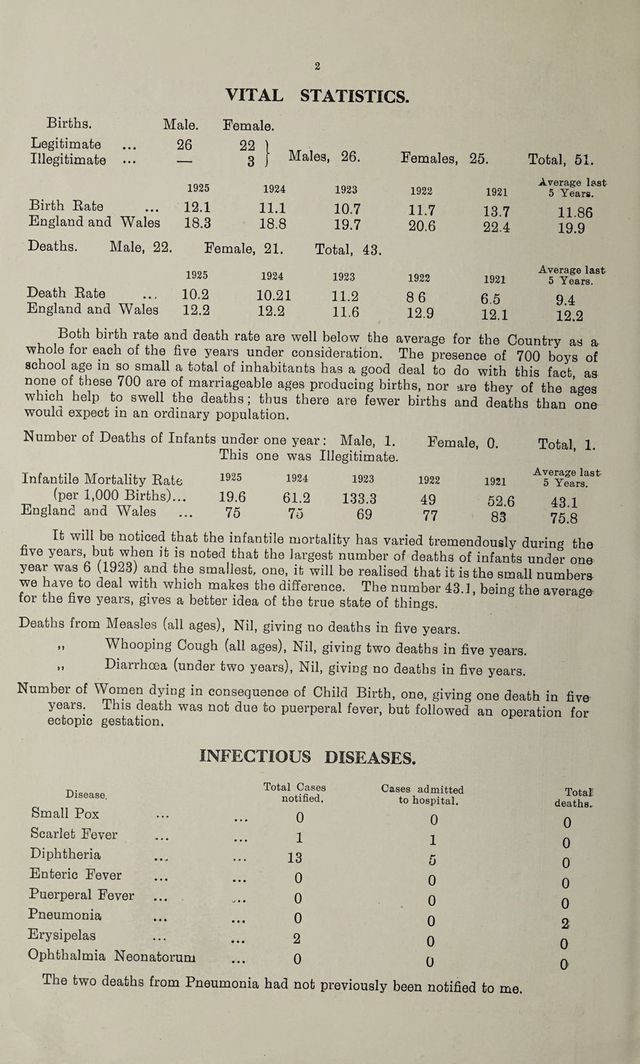 2
VITAL STATISTICS.
Births. Male. Female.
Legitimate ... 26 22 }
Illegitimate ... — 3 } Males, 26. Females, 25. Total, 51.
1925 1924 1923 1922 1921 Average last 5 Years.
Birth Rate ... 12.1 11.1 10.7 11.7 13.7 11.86
England and Wales 18.3 18.8 19.7 20.6 22.4 19.9
Deaths. Male, 22. Female, 21. Total, 43.
1925 1924 1923 1922 1921 Average last 5 Years.
Death Rate ... 10.2 10.21 11.2 8 6 6.5 9.4
England and Wales 12.2 12.2 11.6 12.9 12.1 12.2
Both birth rate and death rate are well below the average for the Country as a
whole for each of the five years under consideration. The presence of 700 boys of
school age in so small a total of inhabitants has a good deal to do with this fact, as
none of these 700 are of marriageable ages producing births, nor are they of the ages
which help to swell the deaths; thus there are fewer births and deaths than one
would expect in an ordinary population.
Number of Deaths of Infants under one year: Male, 1. Female, 0. Total, 1.
This one was Illegitimate.
Infantile Mortality Rate 1925 1924 1923 1922 1921 Average last 5 Years.
(per 1,000 Births)... 19.6 61.2 133.3 49 52.6 43.1
England and Wales ... 75 75 69 77 83 75.8
It will be noticed that the infantile mortality has varied tremendously during the
five years, but when it is noted that the largest number of deaths of infants under one
year was 6 (1923) and the smallest, one, it will be realised that it is the small numbers
we have to deal with which makes the difference. The number 43.1, being the average
for the five years, gives a better idea of the true state of things.
Deaths from Measles (all ages), Nil, giving no deaths in five years.
,, Whooping Cough (all ages), Nil, giving two deaths in five years.
,, Diarrhœa (under two years), Nil, giving no deaths in five years.
Number of Women dying in consequence of Child Birth, one, giving one death in five
years. This death was not due to puerperal fever, but followed an operation for
ectopic gestation.
INFECTIOUS DISEASES.
Disease. Total Cases notified. Cases admitted to hospital. Total deaths.
Small Pox ... ... 0 0 0
Scarlet Fever ... ... 1 1 0
Diphtheria ... ... 13 5 0
Enteric Fever ... ... 0 0 0
Puerperal Fever ... ... 0 0 0
Pneumonia ... ... 0 0 2
Erysipelas ... ... 2 0 0
Ophthalmia Neonatorum ... 0 0 0
The two deaths from Pneumonia had not previously been notified to me.